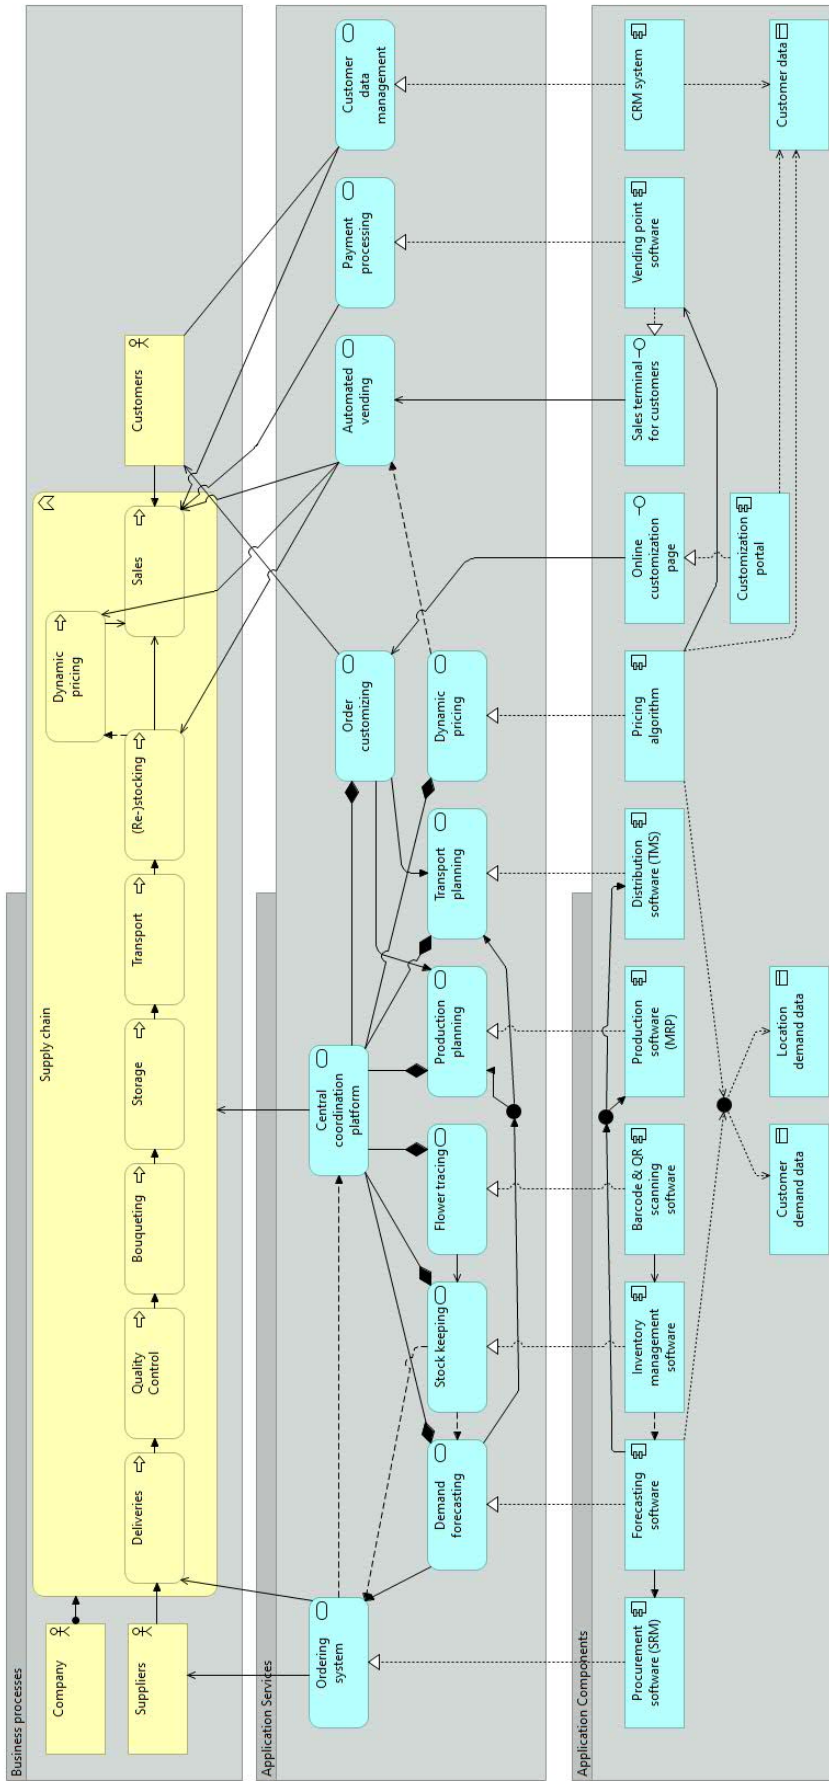 Business processes
Company
Suppliers
Supply chain
Deliveries
Quality
Control
Bouqueting
Storage
Transport
(Re-)stocking
Dynamic
pricing
Sales
Customers
Application Services
Ordering
system
Central
coordination
platform
Order
customizing
Automated
vending
Payment
processing
Customer
data
management
Demand
forecasting
Stock keeping
Flower tracing
Production
planning
Transport
planning
Dynamic
pricing
Application Components
Procurement
software (SRM)
Forecasting
software
Inventory
management
software
Barcode & QR
scanning
software
Production
software
(MRP)
Distribution
software (TMS)
Pricing
algorithm
Online
customization
page
Sales terminal
for customers
Vending point
software
CRM system
Customization
portal
Customer
demand data
Location
demand data
Customer data